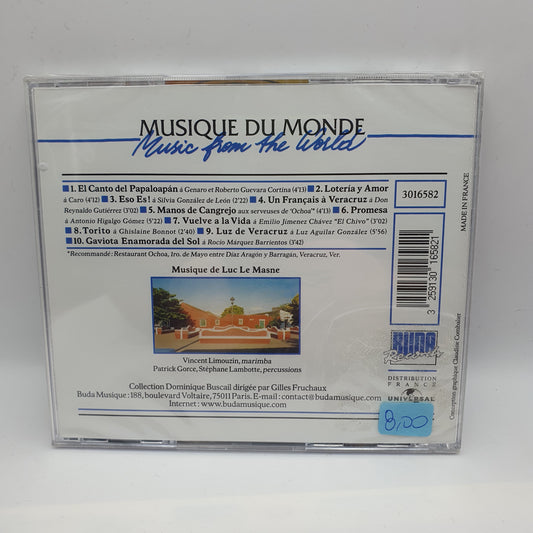 MUSIQUE DU MONDE
Music from the World
1. El Canto del Papaloapán à Genaro et Roberto Guevara Cortina (4'13) 2. Lotería y Amor
à Caro (4'12) 3. Eso Es! à Silvia González de León (2'22) 4. Un Français à Veracruz à Don
Reynaldo Gutiérrez (3'02) 5. Manos de Cangrejo aux serveuses de 'Ochoa'* (4'13) 6. Promesa
à Antonio Higalgo Gómez (5'22) 7. Vuelve a la Vida à Emilio Jimenez Chávez "El Chivo" (3'02)
8. Torito à Ghislaine Bonnot (2'40) 9. Luz de Veracruz à Luz Aguilar González (5'56)
10. Gaviota Enamorada del Sol à Rocio Márquez Barrientos (3'42)
*Recommandé: Restaurant Ochoa, 1ro. de Mayo entre Díaz Aragón y Barragán, Veracruz, Ver.
Musique de Luc Le Masne
Vincent Limouzin, marimba
Patrick Gorce, Stéphane Lambotte, percussions
Collection Dominique Buscail dirigée par Gilles Fruchaux
Buda Musique : 188, boulevard Voltaire, 75011 Paris. E-mail : contact@budamusique.com
Internet : www.budamusique.com
3016582
3 259130 165821
MADE IN FRANCE
BUDA
Records
DISTRIBUTION
FRANCE
UNIVERSAL
8,00
Conception graphique Claudine Combalier